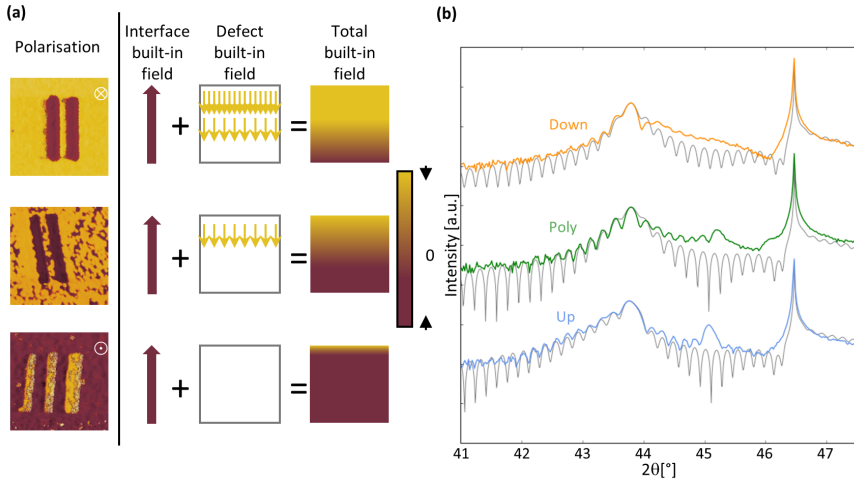 (a)
Polarisation
Interface
built-in
field
Defect
built-in
field
Total
built-in
field
+
=
+
=
+
=
0
(b)
Intensity [a.u.]
Down
Poly
Up
41
42
43
44
45
46
47
2θ[°]